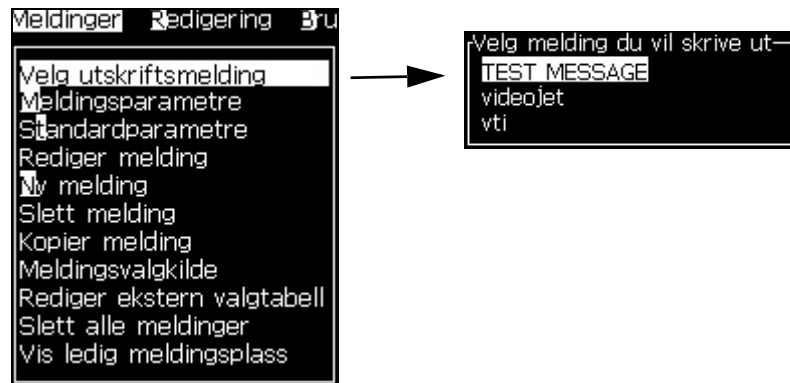 Meldinger Redigering Bru
Velg utskriftsmelding
Meldingsparametre
Standardparametre
Rediger melding
Ny melding
Slett melding
Kopier melding
Meldingsvalgkilde
Rediger ekstern valgtabell
Slett alle meldinger
Vis ledig meldingsplass
Velg melding du vil skrive ut
TEST MESSAGE
videojet
vti